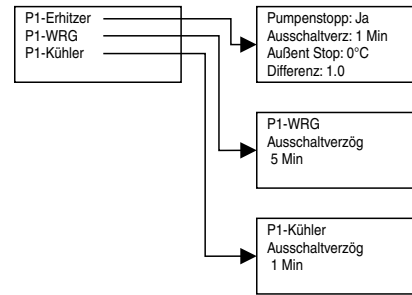 P1-Erhitzer
P1-WRG
P1-Kühler
Pumpenstopp: Ja
Ausschaltverz: 1 Min
Außent Stop: 0°C
Differenz: 1.0
P1-WRG
Ausschaltverzög
5 Min
P1-Kühler
Ausschaltverzög
1 Min